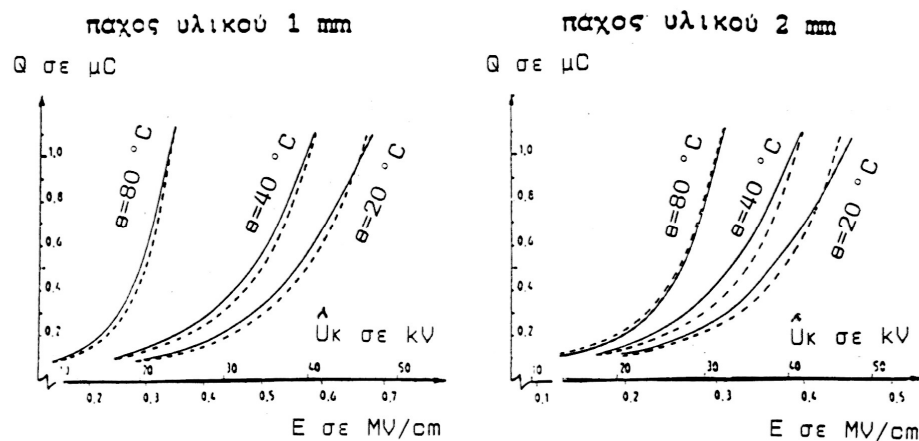 πάχος υλικού 1 mm
Q σε μC
1,0
0,8
0,6
0,4
0,2
θ=80 °C
θ=40 °C
θ=20 °C
Ûκ σε kV
10 20 30 40 50
0,2 0,3 0,4 0,5 0,6 0,7
E σε MV/cm
πάχος υλικού 2 mm
Q σε μC
1,0
0,8
0,6
0,4
0,2
θ=80 °C
θ=40 °C
θ=20 °C
Ûκ σε kV
10 20 30 40 50
0,1 0,2 0,3 0,4 0,5
E σε MV/cm